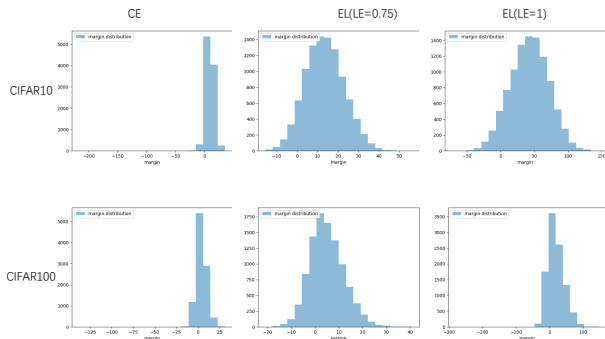 CE EL(LE=0.75) EL(LE=1)
CIFAR10
margin distribution
5000
4000
3000
2000
1000
0
−200 −150 −100 −50 0
margin
margin distribution
1400
1200
1000
800
600
400
200
0
−10 0 10 20 30 40 50
margin
margin distribution
1400
1200
1000
800
600
400
200
0
−50 0 50 100 150
margin
CIFAR100
margin distribution
5000
4000
3000
2000
1000
0
−125 −100 −75 −50 −25 0 25
margin
margin distribution
1750
1500
1250
1000
750
500
250
0
−20 −10 0 10 20 30 40
margin
margin distribution
3500
3000
2500
2000
1500
1000
500
0
−300 −200 −100 0 100
margin